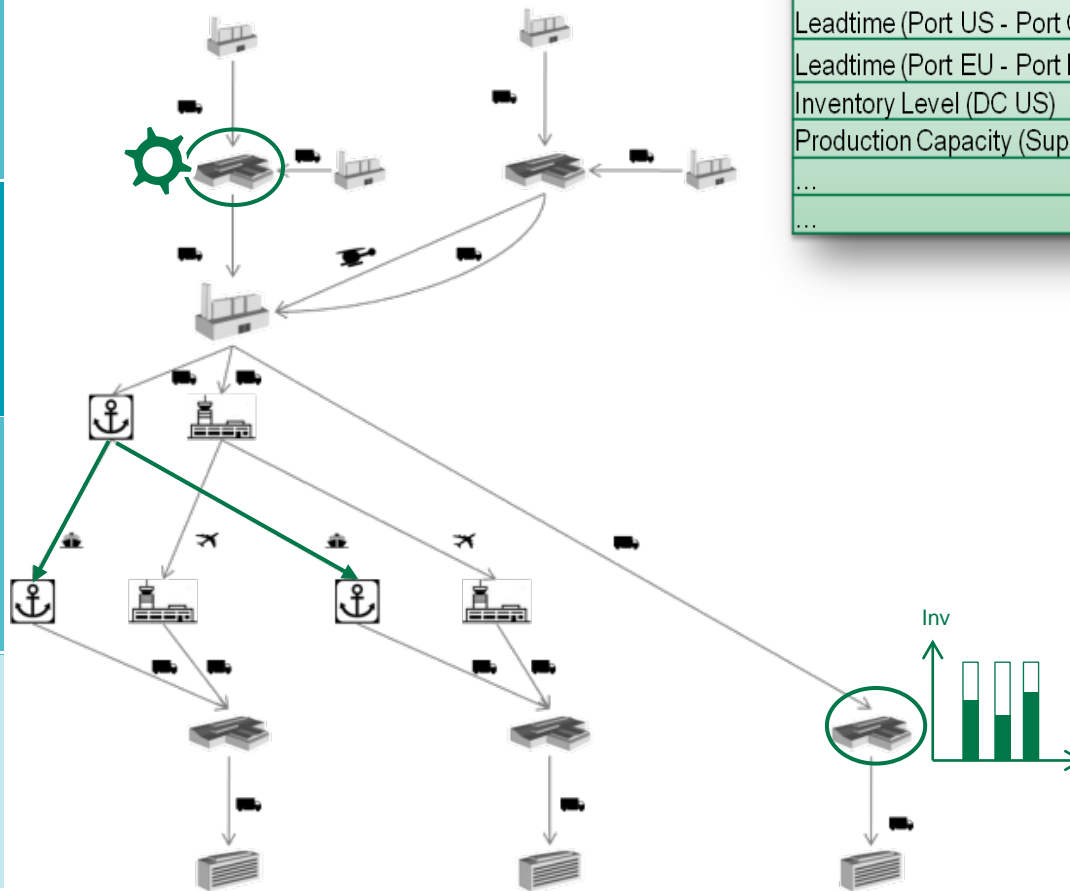 Leadtime (Port US - Port
Leadtime (Port EU - Port
Inventory Level (DC US)
Production Capacity (Sup
...
...
Inv